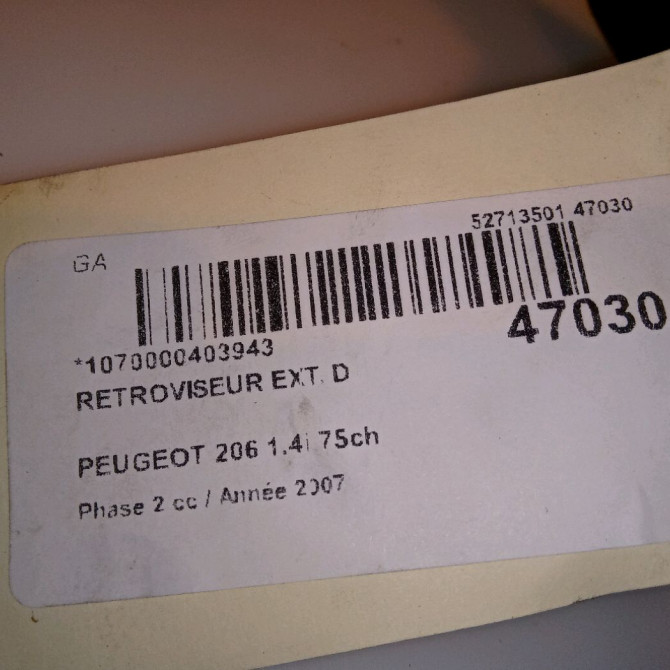 52713501 47030
GA
47030
*1070000403943
RETROVISEUR EXT. D
PEUGEOT 206 1.4i 75ch
Phase 2 cc / Année 2007